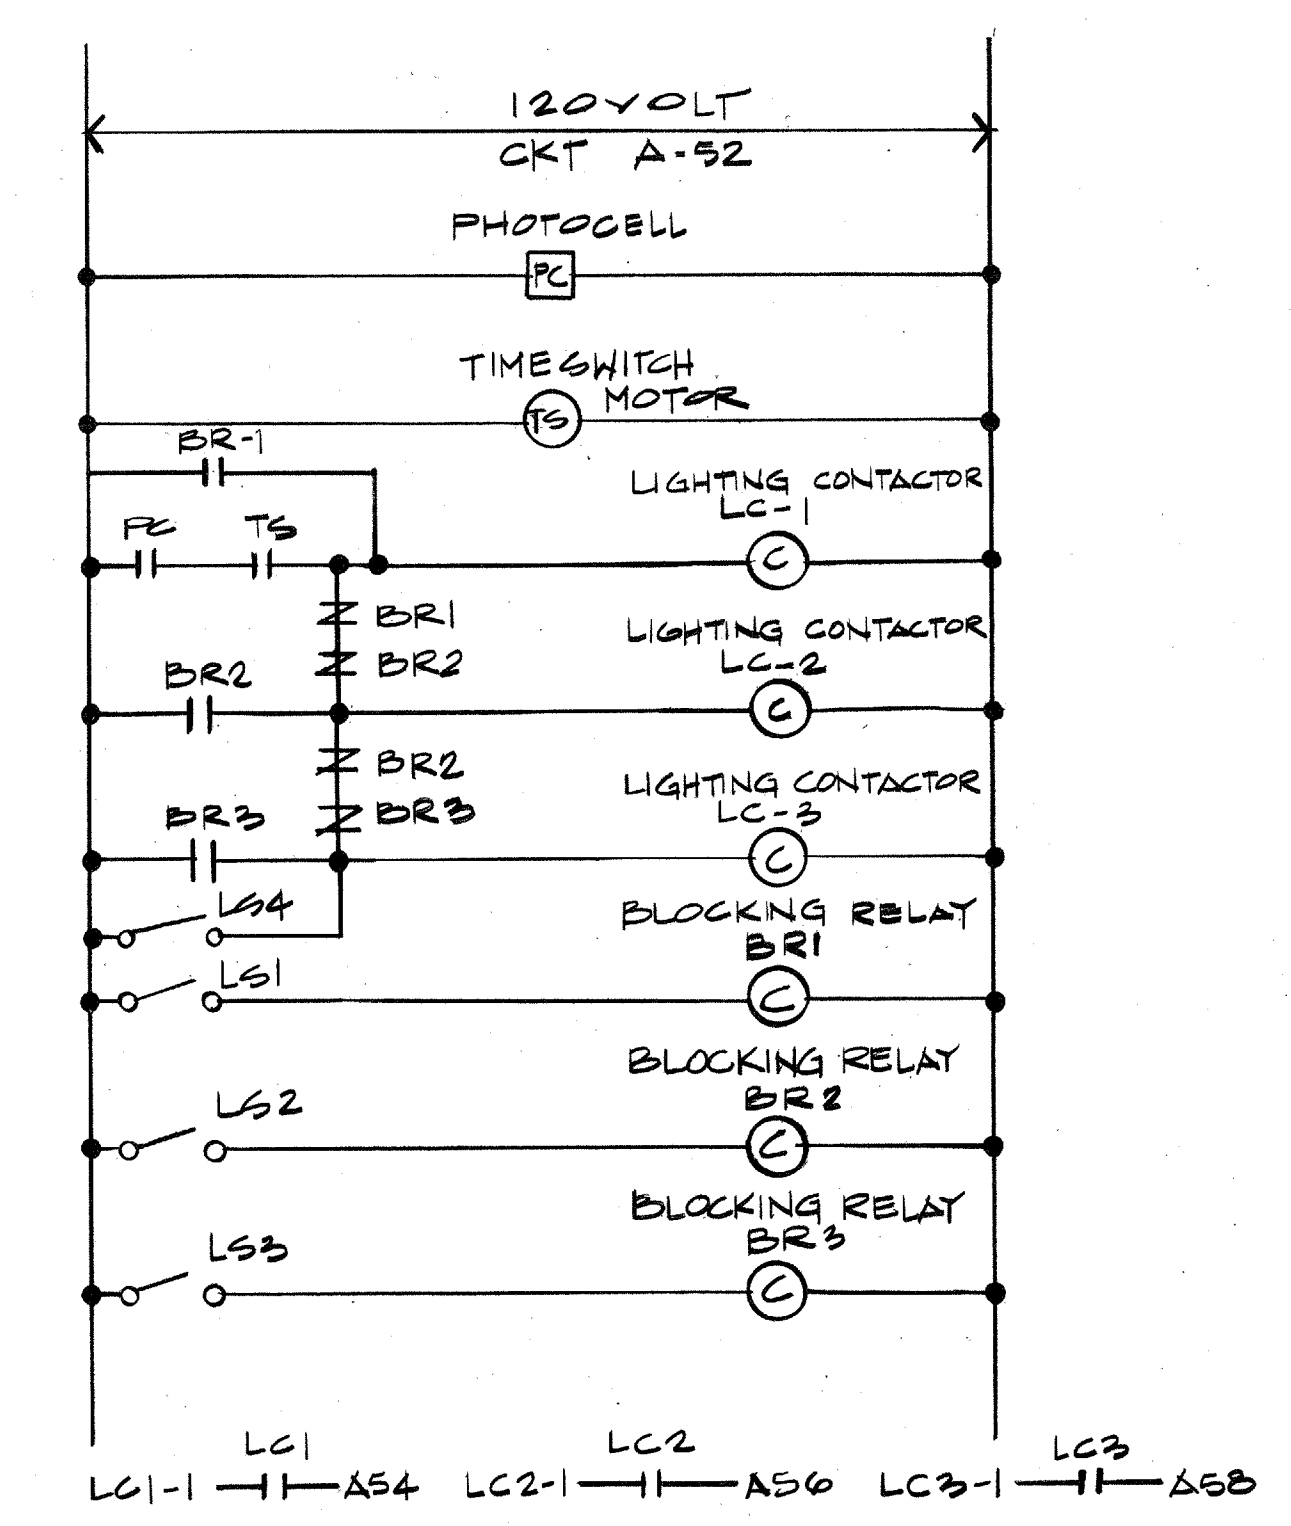 120 VOLT
CKT A-52
PHOTOCELL
PC
TIMESWITCH
MOTOR
TS
BR-1
LIGHTING CONTACTOR
LC-1
PC TS
C
BR1
LIGHTING CONTACTOR
BR2
LC-2
BR2
C
BR2
LIGHTING CONTACTOR
BR3
LC-3
BR3
C
LS4
BLOCKING RELAY
BR1
LS1
C
BLOCKING RELAY
BR2
LS2
C
BLOCKING RELAY
BR3
LS3
C
LC1 LC2 LC3
LC1-1 A54 LC2-1 A56 LC3-1 A58